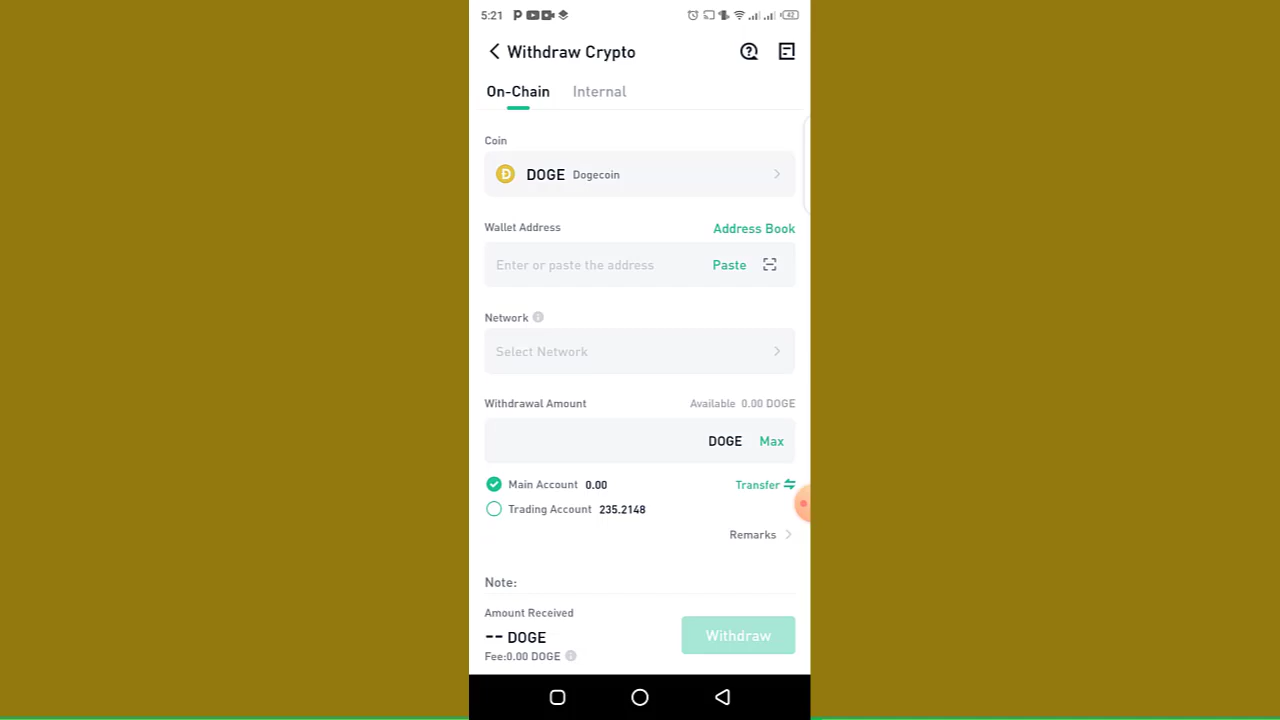 5:21
42
Withdraw Crypto
On-Chain Internal
Coin
DOGE Dogecoin
Wallet Address Address Book
Enter or paste the address Paste
Network
Select Network
Withdrawal Amount Available 0.00 DOGE
DOGE Max
Main Account 0.00 Transfer
Trading Account 235.2148
Remarks
Note:
Amount Received
-- DOGE Withdraw
Fee:0.00 DOGE